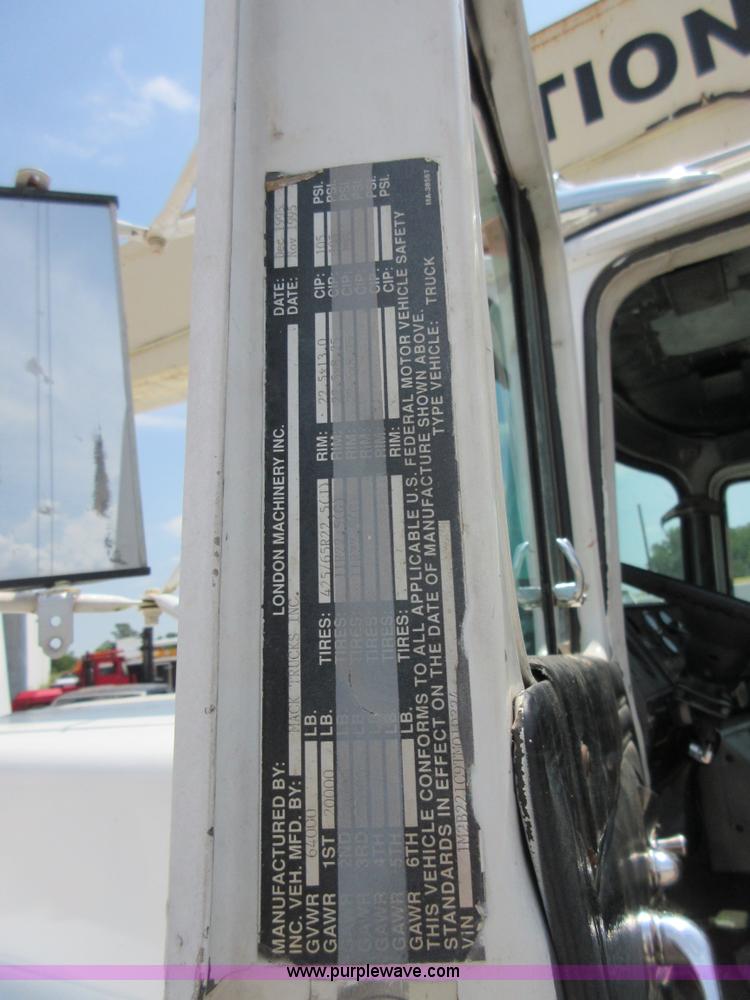 TION
MANUFACTURED BY: LONDON MACHINERY INC. DATE: Dec 1995
INC. VEH. MFD. BY: MACK TRUCKS INC. DATE: Nov 1995
GVWR 64000 LB.
GAWR 1ST 20000 LB. TIRES: 425/65R22.5(J) RIM: 22.5x13.0 CIP: 105 PSI.
GAWR 2ND LB. TIRES: RIM: CIP: PSI.
GAWR 3RD LB. TIRES: RIM: CIP: PSI.
GAWR 4TH LB. TIRES: RIM: CIP: PSI.
GAWR 5TH LB. TIRES: RIM: CIP: PSI.
GAWR 6TH LB. TIRES: RIM: CIP: PSI.
THIS VEHICLE CONFORMS TO ALL APPLICABLE U.S. FEDERAL MOTOR VEHICLE SAFETY
STANDARDS IN EFFECT ON THE DATE OF MANUFACTURE SHOWN ABOVE.
VIN TYPE VEHICLE: TRUCK
www.purplewave.com